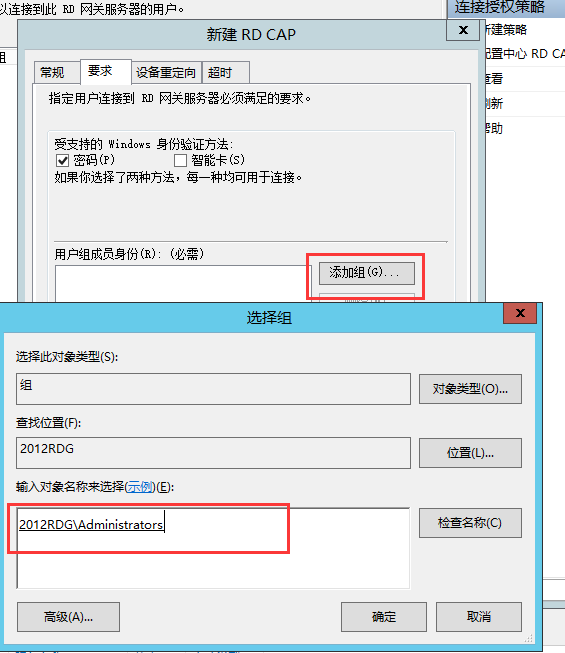 以连接到此 RD 网关服务器的用户。
连接授权策略
新建 RD CAP
x
新建策略
组
配置中心 RD CA
常规
要求
设备重定向
超时
查看
指定用户连接到 RD 网关服务器必须满足的要求。
刷新
帮助
受支持的 Windows 身份验证方法:
密码(P)
智能卡(S)
如果你选择了两种方法，每一种均可用于连接。
用户组成员身份(R): (必需)
添加组(G)...
选择组
x
选择此对象类型(S):
组
对象类型(O)...
查找位置(F):
2012RDG
位置(L)...
输入对象名称来选择(示例)(E):
2012RDG\Administrators
检查名称(C)
高级(A)...
确定
取消